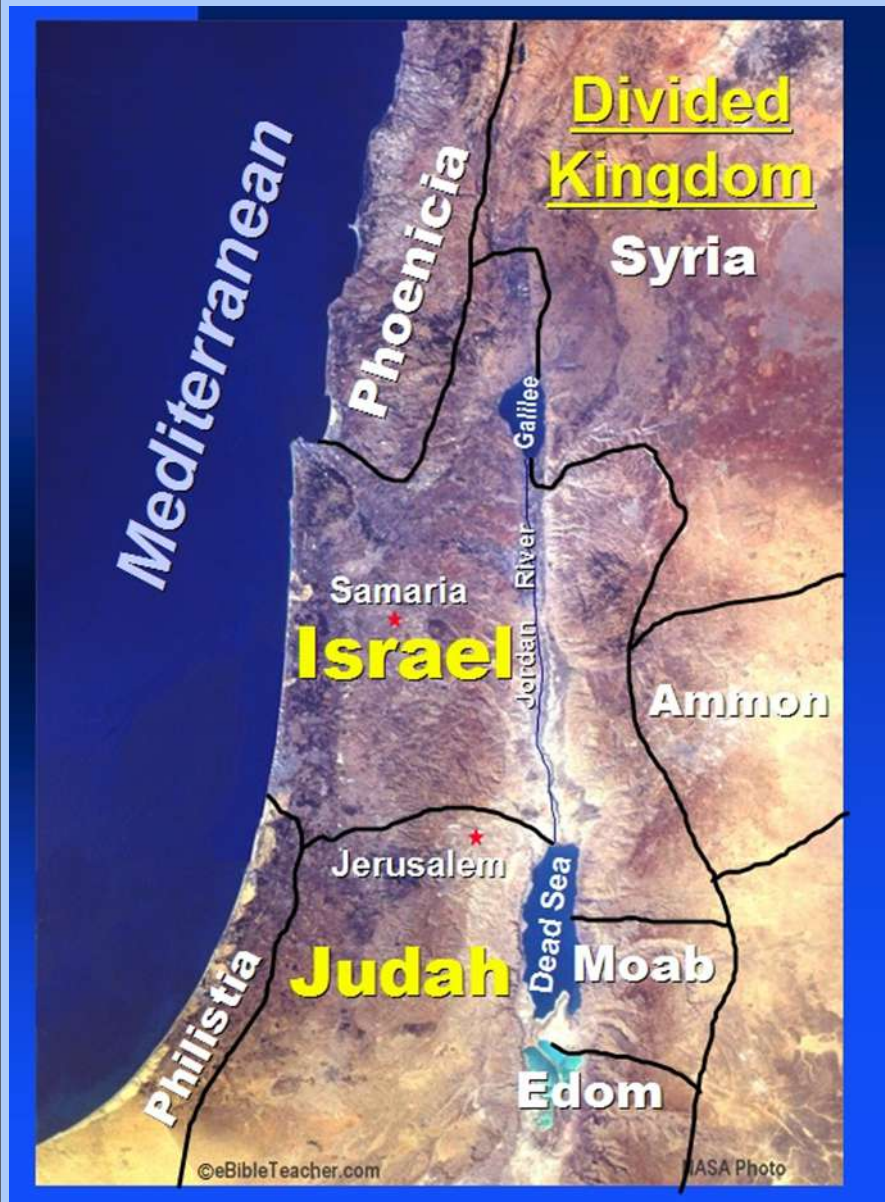 Divided
Kingdom
Syria
Phoenicia
Mediterranean
Galilee
Jordan River
Samaria
Israel
Ammon
Jerusalem
Dead Sea
Judah
Moab
Philistia
Edom
©eBibleTeacher.com
NASA Photo